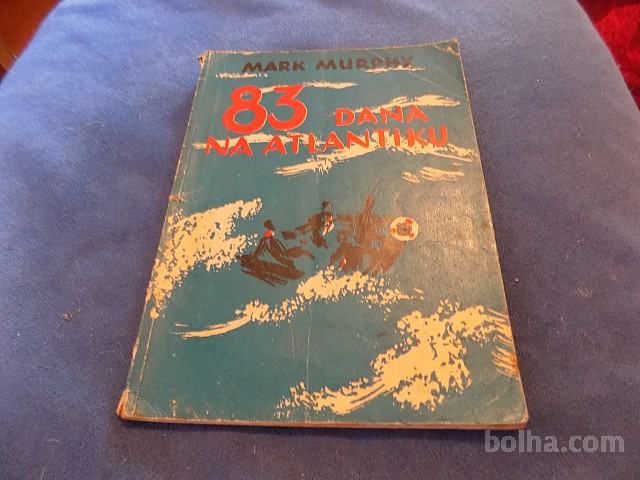 MARK MURPHY
83 DANA
NA ATLANTIKU
bolha.com